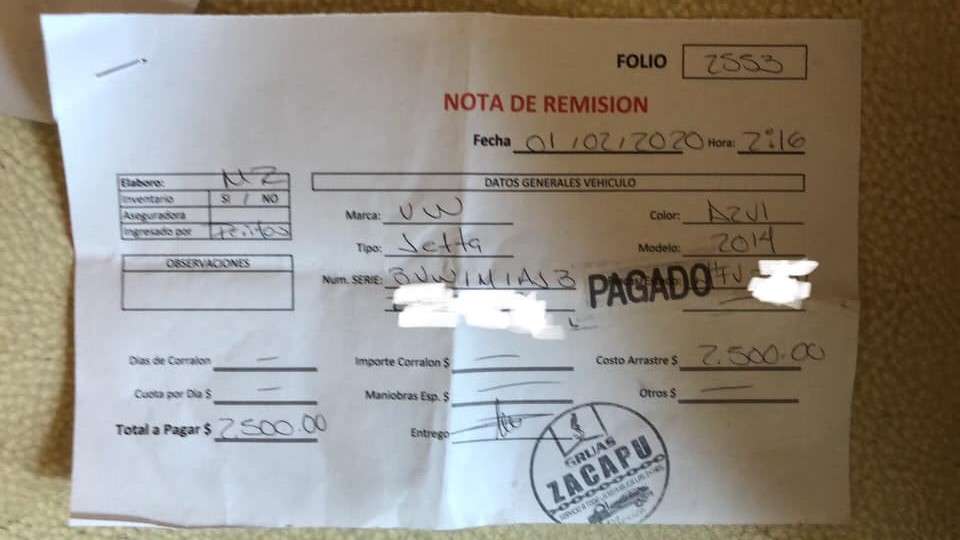 FOLIO 2553
NOTA DE REMISION
Fecha 01/02/2020 Hora: 2:16
Elaboro: MZ
Inventario SI / NO
Aseguradora
Ingresado por
OBSERVACIONES
DATOS GENERALES VEHICULO
Marca: VW Color: AZUl
Tipo: Jetta Modelo: 2014
Num. SERIE: 3VW1M1AJ3
PAGADO
Dias de Corralon — Importe Corralon $ — Costo Arrastre $ 2.500.00
Cuota por Dia $ — Maniobras Esp. $ — Otros $ —
Total a Pagar $ 2500.00 Entrego
GRUAS
ZACAPU